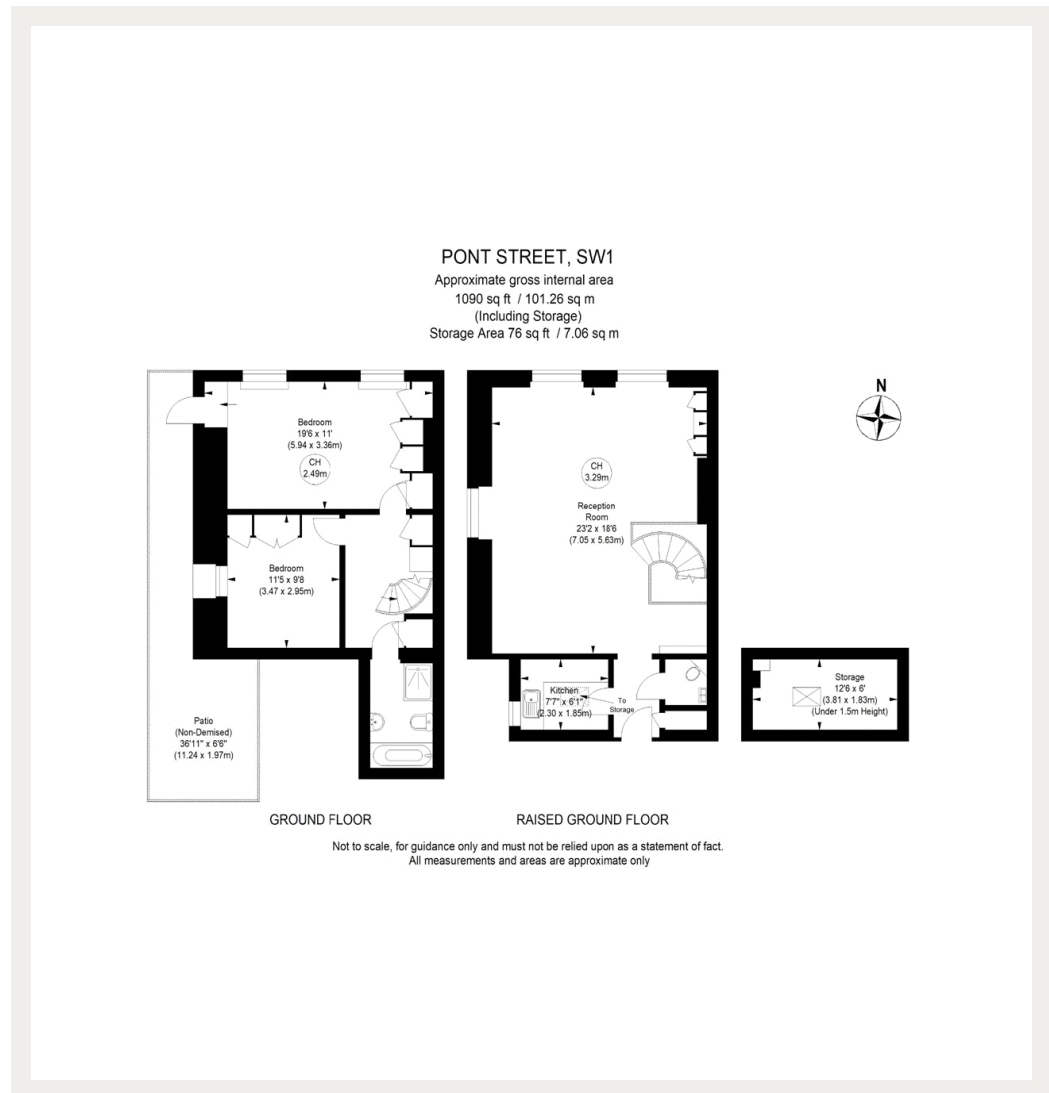 PONT STREET, SW1
Approximate gross internal area
1090 sq ft / 101.26 sq m
(Including Storage)
Storage Area 76 sq ft / 7.06 sq m
N
Bedroom
19'6 x 11'
(5.94 x 3.36m)
CH
2.49m
Bedroom
11'5 x 9'8
(3.47 x 2.95m)
Patio
(Non-Demised)
36'11" x 6'6"
(11.24 x 1.97m)
GROUND FLOOR
CH
3.29m
Reception
Room
23'2 x 18'6
(7.05 x 5.63m)
Kitchen
7'7" x 6'1"
(2.30 x 1.85m)
To
Storage
RAISED GROUND FLOOR
Storage
12'6 x 6'
(3.81 x 1.83m)
(Under 1.5m Height)
Not to scale, for guidance only and must not be relied upon as a statement of fact.
All measurements and areas are approximate only